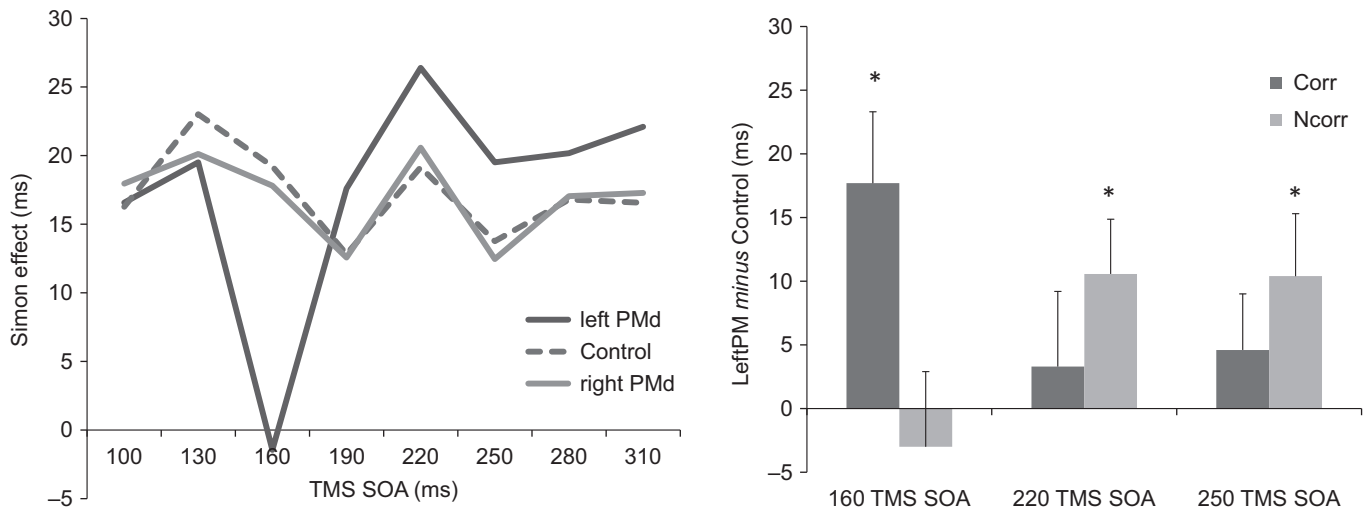 30
25
20
15
10
5
0
–5
Simon effect (ms)
100 130 160 190 220 250 280 310
TMS SOA (ms)
left PMd
Control
right PMd
30
25
20
15
10
5
0
–5
LeftPM minus Control (ms)
*
*
*
Corr
Ncorr
160 TMS SOA 220 TMS SOA 250 TMS SOA